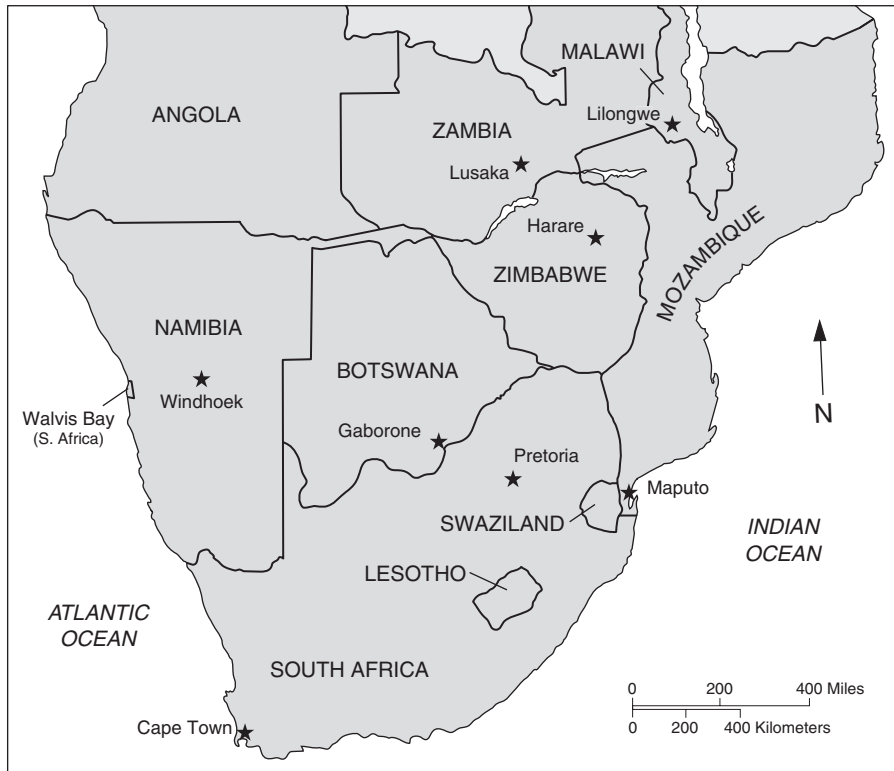 MALAWI
ANGOLA
Lilongwe
ZAMBIA
Lusaka
Harare
MOZAMBIQUE
ZIMBABWE
NAMIBIA
BOTSWANA
Windhoek
Walvis Bay
(S. Africa)
N
Gaborone
Pretoria
Maputo
SWAZILAND
INDIAN
OCEAN
LESOTHO
ATLANTIC
OCEAN
SOUTH AFRICA
0 200 400 Miles
0 200 400 Kilometers
Cape Town